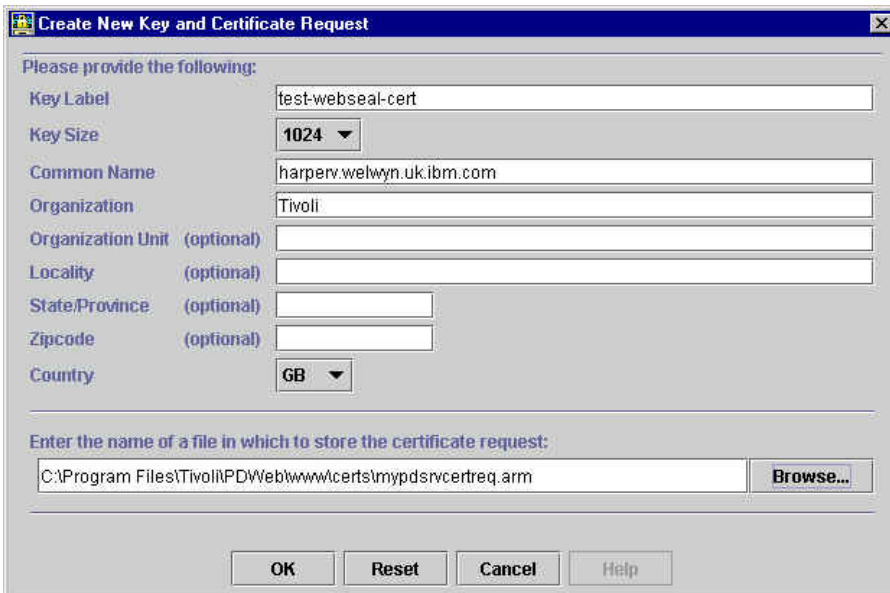 Create New Key and Certificate Request
Please provide the following:
Key Label test-webseal-cert
Key Size 1024
Common Name harperv.welwyn.uk.ibm.com
Organization Tivoli
Organization Unit (optional)
Locality (optional)
State/Province (optional)
Zipcode (optional)
Country GB
Enter the name of a file in which to store the certificate request:
C:\Program Files\Tivoli\PDWeb\www\certs\mypdsrvcertreq.arm Browse...
OK Reset Cancel Help